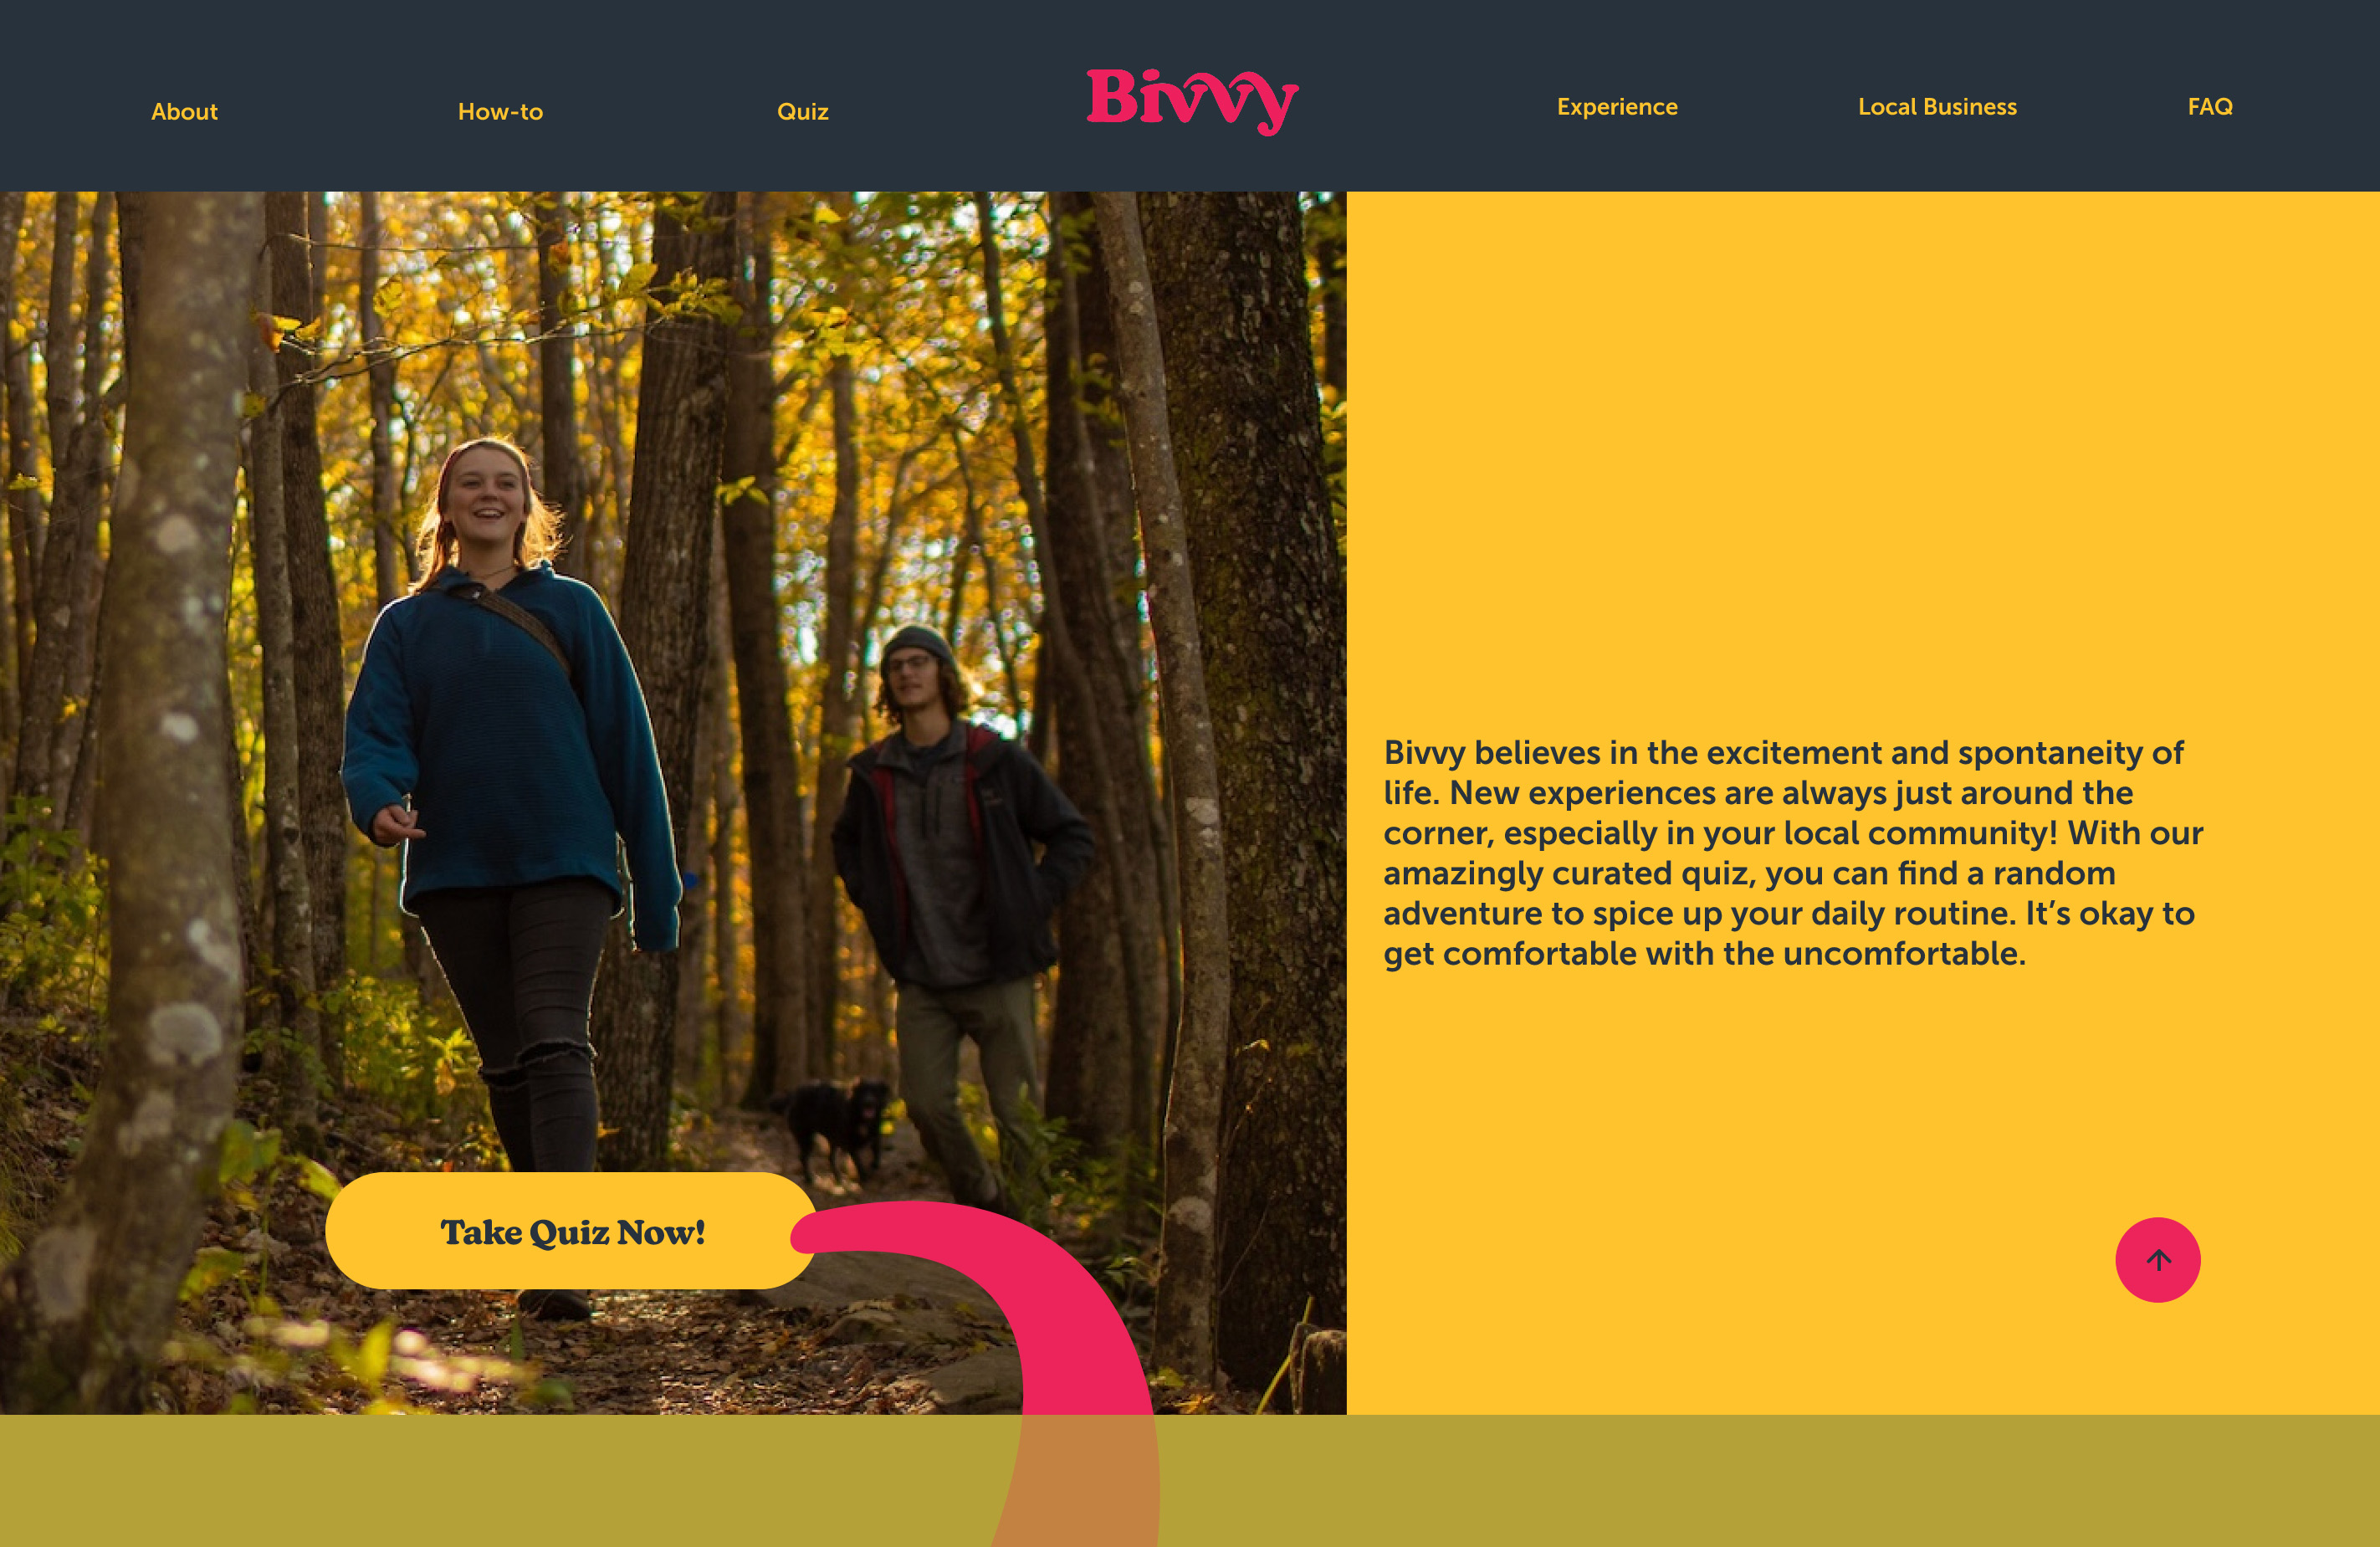 About
How-to
Quiz
Bivvy
Experience
Local Business
FAQ
Bivvy believes in the excitement and spontaneity of
life. New experiences are always just around the
corner, especially in your local community! With our
amazingly curated quiz, you can find a random
adventure to spice up your daily routine. It’s okay to
get comfortable with the uncomfortable.
Take Quiz Now!